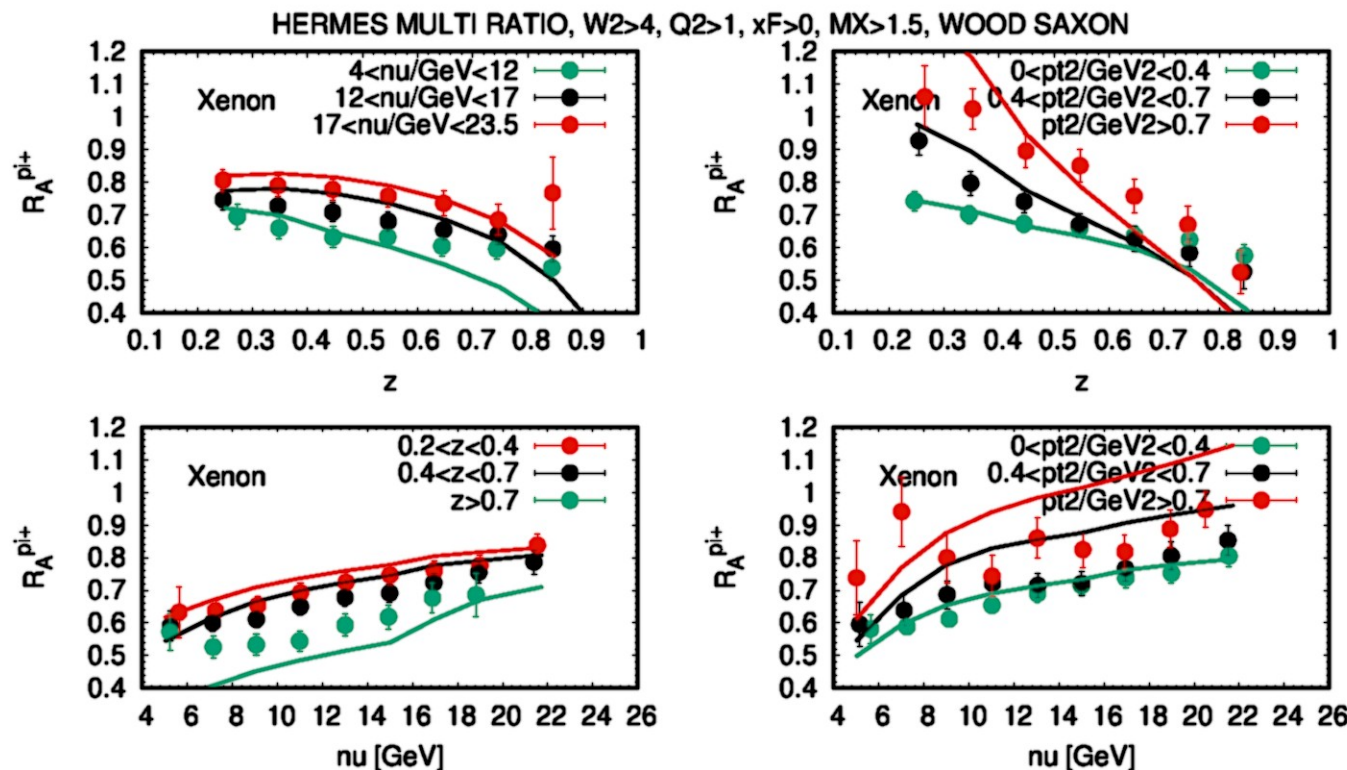 HERMES MULTI RATIO, W2>4, Q2>1, xF>0, MX>1.5, WOOD SAXON
1.2
1.1
1
0.9
0.8
0.7
0.6
0.5
0.4
R_A^pi+
Xenon
4<nu/GeV<12
12<nu/GeV<17
17<nu/GeV<23.5
0.1 0.2 0.3 0.4 0.5 0.6 0.7 0.8 0.9 1
z
1.2
1.1
1
0.9
0.8
0.7
0.6
0.5
0.4
R_A^pi+
Xenon
0<pt2/GeV2<0.4
0.4<pt2/GeV2<0.7
pt2/GeV2>0.7
0.1 0.2 0.3 0.4 0.5 0.6 0.7 0.8 0.9 1
z
1.2
1.1
1
0.9
0.8
0.7
0.6
0.5
0.4
R_A^pi+
Xenon
0.2<z<0.4
0.4<z<0.7
z>0.7
4 6 8 10 12 14 16 18 20 22 24 26
nu [GeV]
1.2
1.1
1
0.9
0.8
0.7
0.6
0.5
0.4
R_A^pi+
Xenon
0<pt2/GeV2<0.4
0.4<pt2/GeV2<0.7
pt2/GeV2>0.7
4 6 8 10 12 14 16 18 20 22 24 26
nu [GeV]